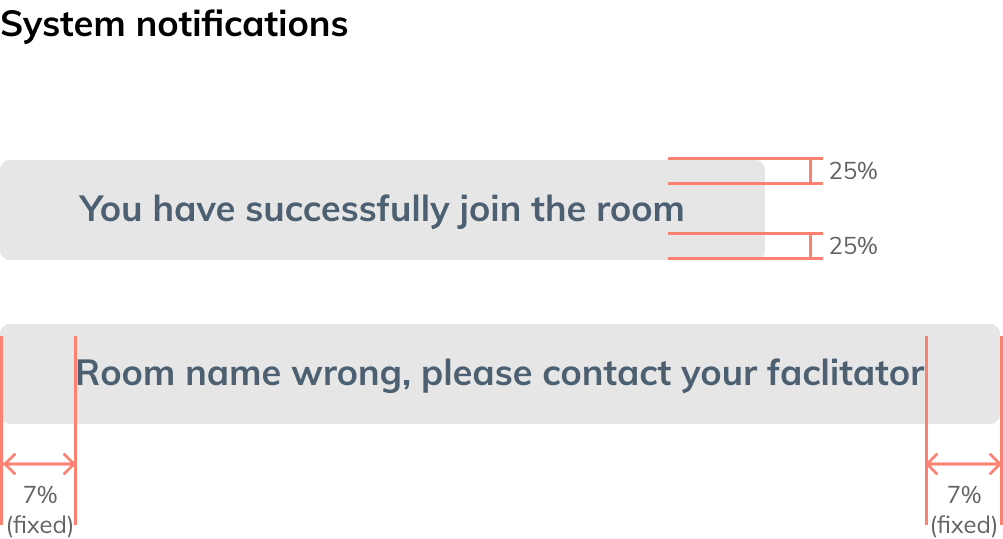 System notifications
You have successfully join the room
25%
25%
Room name wrong, please contact your faclitator
7%
(fixed)
7%
(fixed)